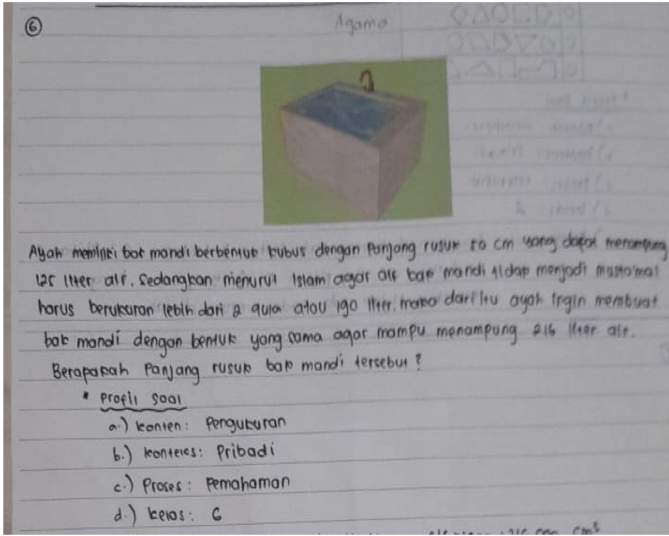 6
Agama
Ayah memiliki bak mandi berbentuk kubus dengan panjang rusuk 50 cm yang dapat menampung
125 liter air. Sedangkan menurut Islam agar air bak mandi tidak menjadi musta'mal
harus berukuran lebih dari 2 qula atau 190 liter. maka dari itu ayah ingin membuat
bak mandi dengan bentuk yang sama agar mampu menampung 216 liter air.
Berapakah panjang rusuk bak mandi tersebut?
* Profil soal
a.) konten: Pengukuran
b.) konteks: Pribadi
c.) Proses: Pemahaman
d.) kelas: 6
cm³